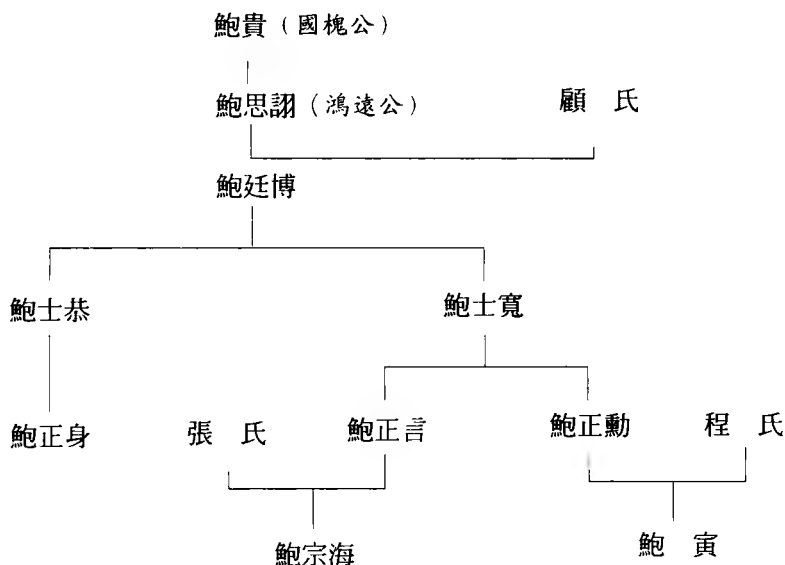 鮑貴（國槐公）
鮑思詡（鴻遠公） 顧　氏
鮑廷博
鮑士恭 鮑士寬
鮑正身 張　氏 鮑正言 鮑正勳 程　氏
鮑宗海 鮑　寅